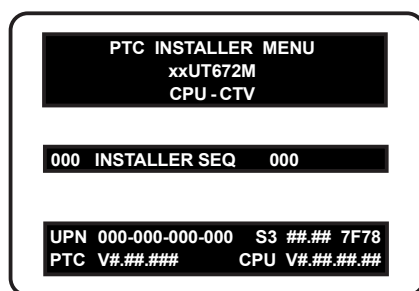 PTC INSTALLER MENU
xxUT672M
CPU - CTV
000 INSTALLER SEQ 000
UPN 000-000-000-000 S3 ##.## 7F78
PTC V#.##.### CPU V#.##.##.##